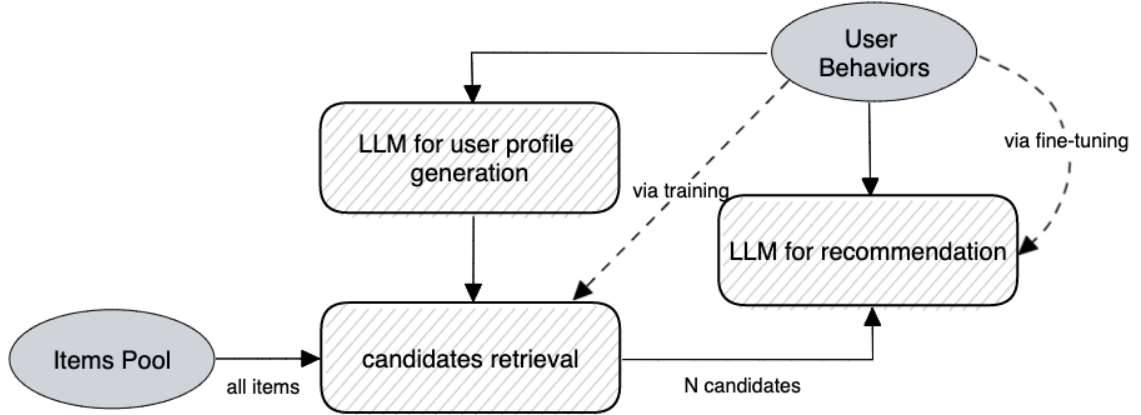 User
Behaviors
LLM for user profile
generation
via fine-tuning
via training
LLM for recommendation
Items Pool
all items
candidates retrieval
N candidates